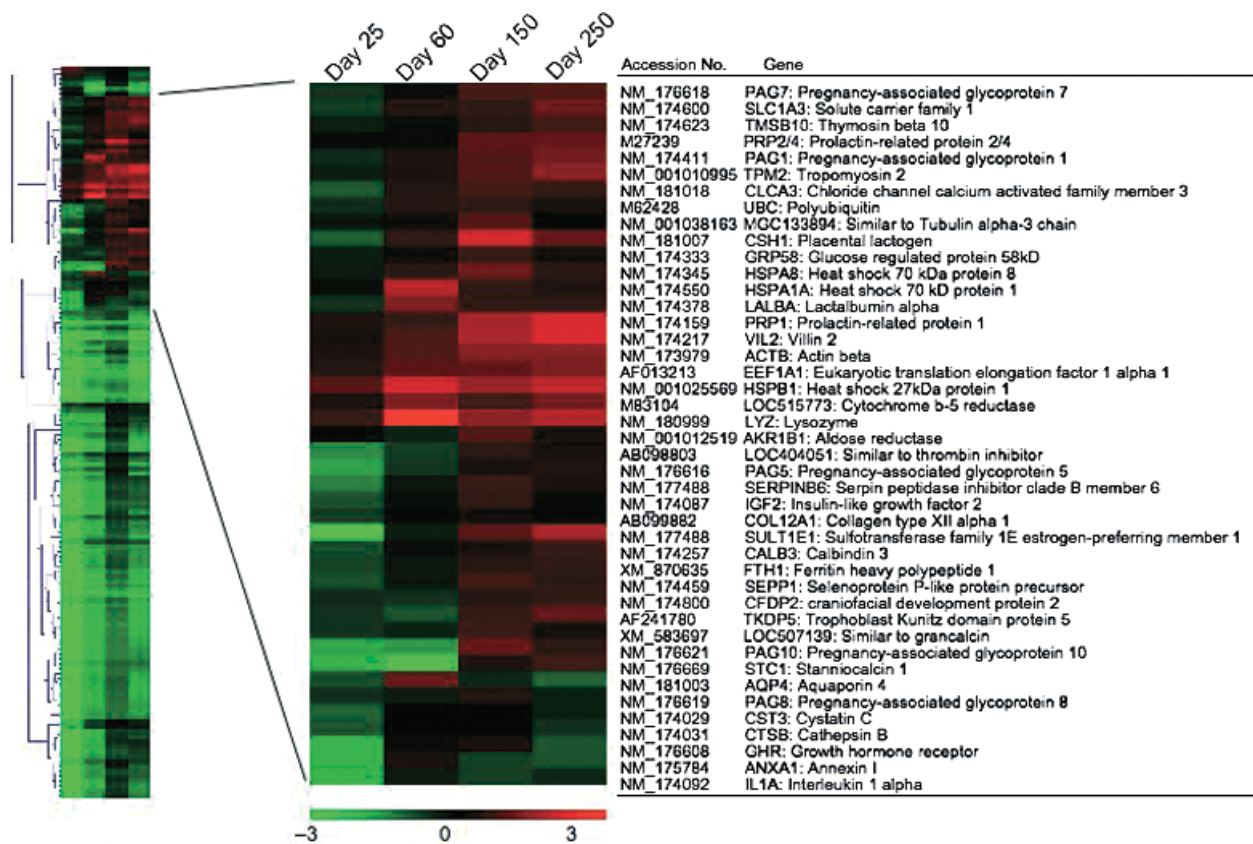 Day 25 Day 60 Day 150 Day 250
Accession No. Gene
NM_176618 PAG7: Pregnancy-associated glycoprotein 7
NM_174600 SLC1A3: Solute carrier family 1
NM_174623 TMSB10: Thymosin beta 10
M27239 PRP2/4: Prolactin-related protein 2/4
NM_174411 PAG1: Pregnancy-associated glycoprotein 1
NM_001010995 TPM2: Tropomyosin 2
NM_181018 CLCA3: Chloride channel calcium activated family member 3
M62428 UBC: Polyubiquitin
NM_001038163 MGC133894: Similar to Tubulin alpha-3 chain
NM_181007 CSH1: Placental lactogen
NM_174333 GRP58: Glucose regulated protein 58kD
NM_174345 HSPA8: Heat shock 70 kDa protein 8
NM_174550 HSPA1A: Heat shock 70 kD protein 1
NM_174378 LALBA: Lactalbumin alpha
NM_174159 PRP1: Prolactin-related protein 1
NM_174217 VIL2: Villin 2
NM_173979 ACTB: Actin beta
AF013213 EEF1A1: Eukaryotic translation elongation factor 1 alpha 1
NM_001025569 HSPB1: Heat shock 27kDa protein 1
M83104 LOC515773: Cytochrome b-5 reductase
NM_180999 LYZ: Lysozyme
NM_001012519 AKR1B1: Aldose reductase
AB098803 LOC404051: Similar to thrombin inhibitor
NM_176616 PAG5: Pregnancy-associated glycoprotein 5
NM_177488 SERPINB6: Serpin peptidase inhibitor clade B member 6
NM_174087 IGF2: Insulin-like growth factor 2
AB099882 COL12A1: Collagen type XII alpha 1
NM_177488 SULT1E1: Sulfotransferase family 1E estrogen-preferring member 1
NM_174257 CALB3: Calbindin 3
XM_870635 FTH1: Ferritin heavy polypeptide 1
NM_174459 SEPP1: Selenoprotein P-like protein precursor
NM_174800 CFDP2: craniofacial development protein 2
AF241780 TKDP5: Trophoblast Kunitz domain protein 5
XM_583697 LOC507139: Similar to grancalcin
NM_176621 PAG10: Pregnancy-associated glycoprotein 10
NM_176669 STC1: Stanniocalcin 1
NM_181003 AQP4: Aquaporin 4
NM_176619 PAG8: Pregnancy-associated glycoprotein 8
NM_174029 CST3: Cystatin C
NM_174031 CTSB: Cathepsin B
NM_176608 GHR: Growth hormone receptor
NM_175784 ANXA1: Annexin I
NM_174092 IL1A: Interleukin 1 alpha
–3 0 3